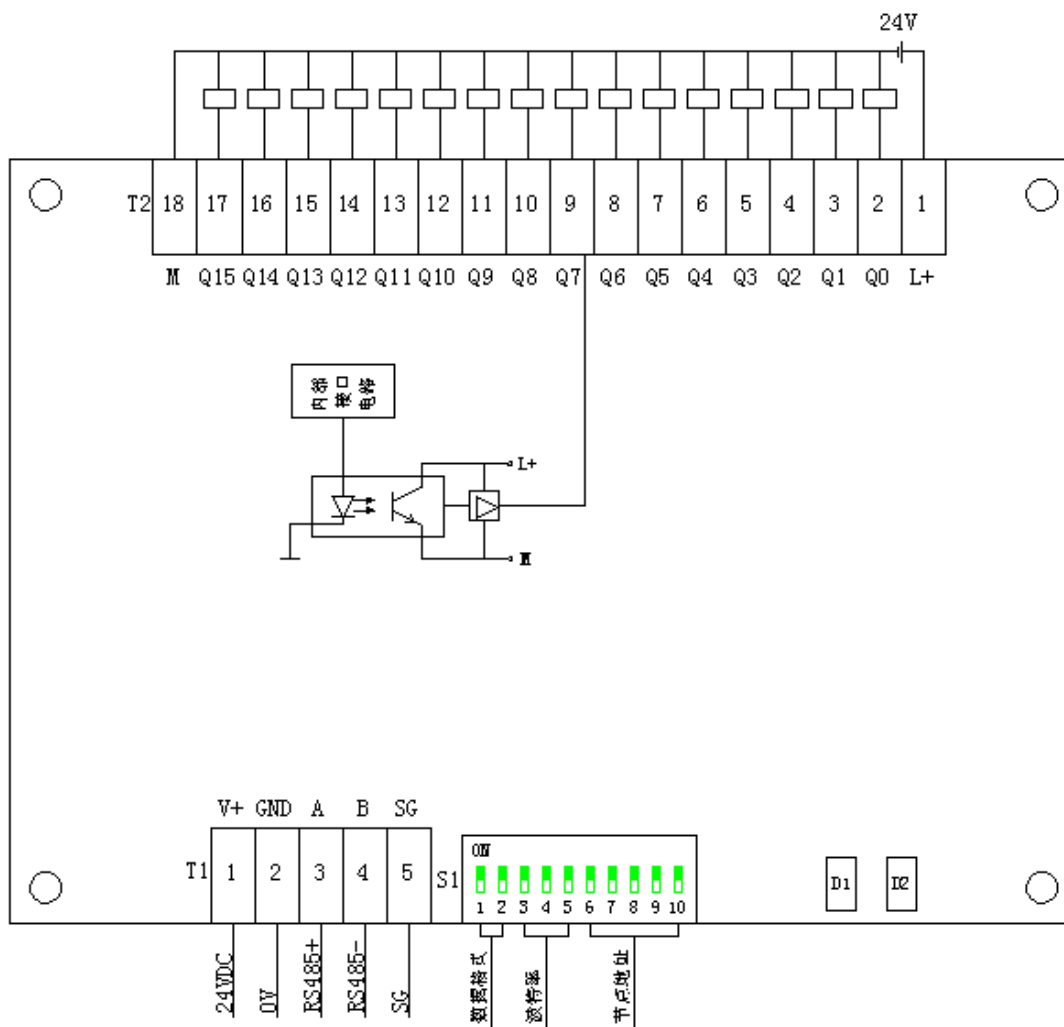 24V
T2 18 17 16 15 14 13 12 11 10 9 8 7 6 5 4 3 2 1
M Q15 Q14 Q13 Q12 Q11 Q10 Q9 Q8 Q7 Q6 Q5 Q4 Q3 Q2 Q1 Q0 L+
内部
接口
电路
L+
M
V+ GND A B SG
T1 1 2 3 4 5
S1
ON
1 2 3 4 5 6 7 8 9 10
D1 D2
24VDC
0V
RS485+
RS485-
SG
数据格式
波特率
节点地址